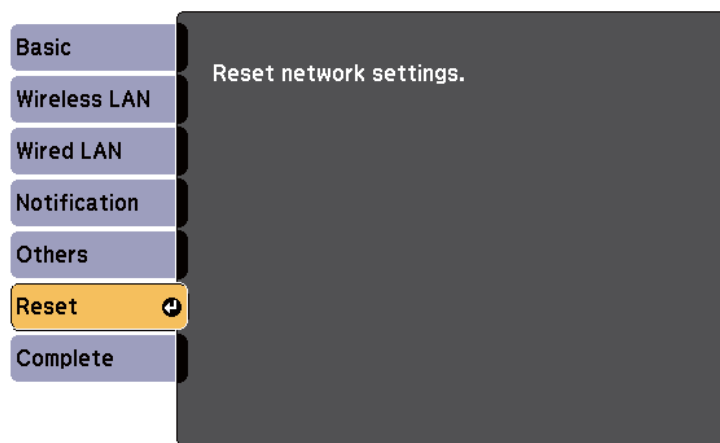 Basic
Wireless LAN
Wired LAN
Notification
Others
Reset
Complete
Reset network settings.